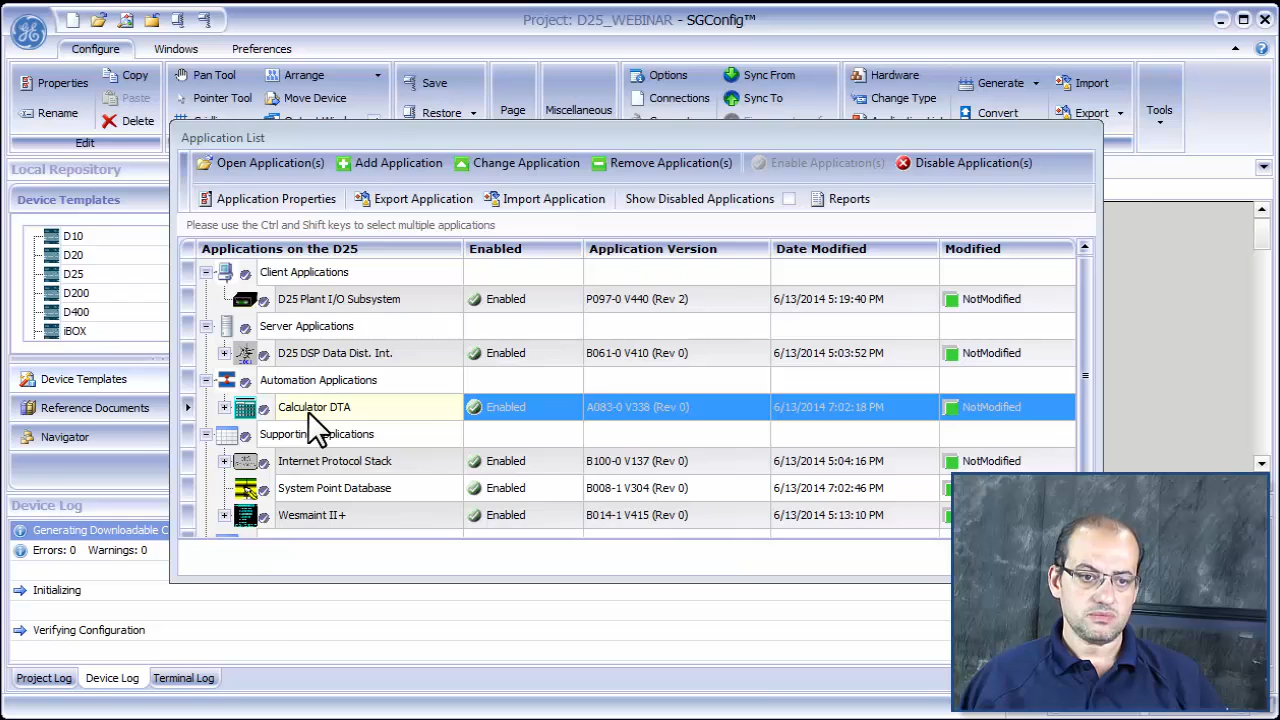 Project: D25_WEBINAR - SGConfig™
Configure Windows Preferences
Properties Copy Pan Tool Arrange Save Options Sync From Hardware Generate Import
Paste Pointer Tool Move Device Page Miscellaneous Connections Sync To Change Type Tools
Rename Delete Restore Convert Export
Edit
Application List
Local Repository
Open Application(s) Add Application Change Application Remove Application(s) Enable Application(s) Disable Application(s)
Device Templates
Application Properties Export Application Import Application Show Disabled Applications Reports
Please use the Ctrl and Shift keys to select multiple applications
D10
D20
D25
D200
D400
iBOX
Applications on the D25 Enabled Application Version Date Modified Modified
Client Applications
D25 Plant I/O Subsystem Enabled P097-0 V440 (Rev 2) 6/13/2014 5:19:40 PM NotModified
Server Applications
D25 DSP Data Dist. Int. Enabled B061-0 V410 (Rev 0) 6/13/2014 5:03:52 PM NotModified
Automation Applications
Calculator DTA Enabled A083-0 V338 (Rev 0) 6/13/2014 7:02:18 PM NotModified
Supporting Applications
Internet Protocol Stack Enabled B100-0 V137 (Rev 0) 6/13/2014 5:04:16 PM NotModified
System Point Database Enabled B008-1 V304 (Rev 0) 6/13/2014 7:02:46 PM
Wesmaint II+ Enabled B014-1 V415 (Rev 0) 6/13/2014 5:13:10 PM
Device Templates
Reference Documents
Navigator
Device Log
Generating Downloadable C
Errors: 0 Warnings: 0
Initializing
Verifying Configuration
Project Log Device Log Terminal Log